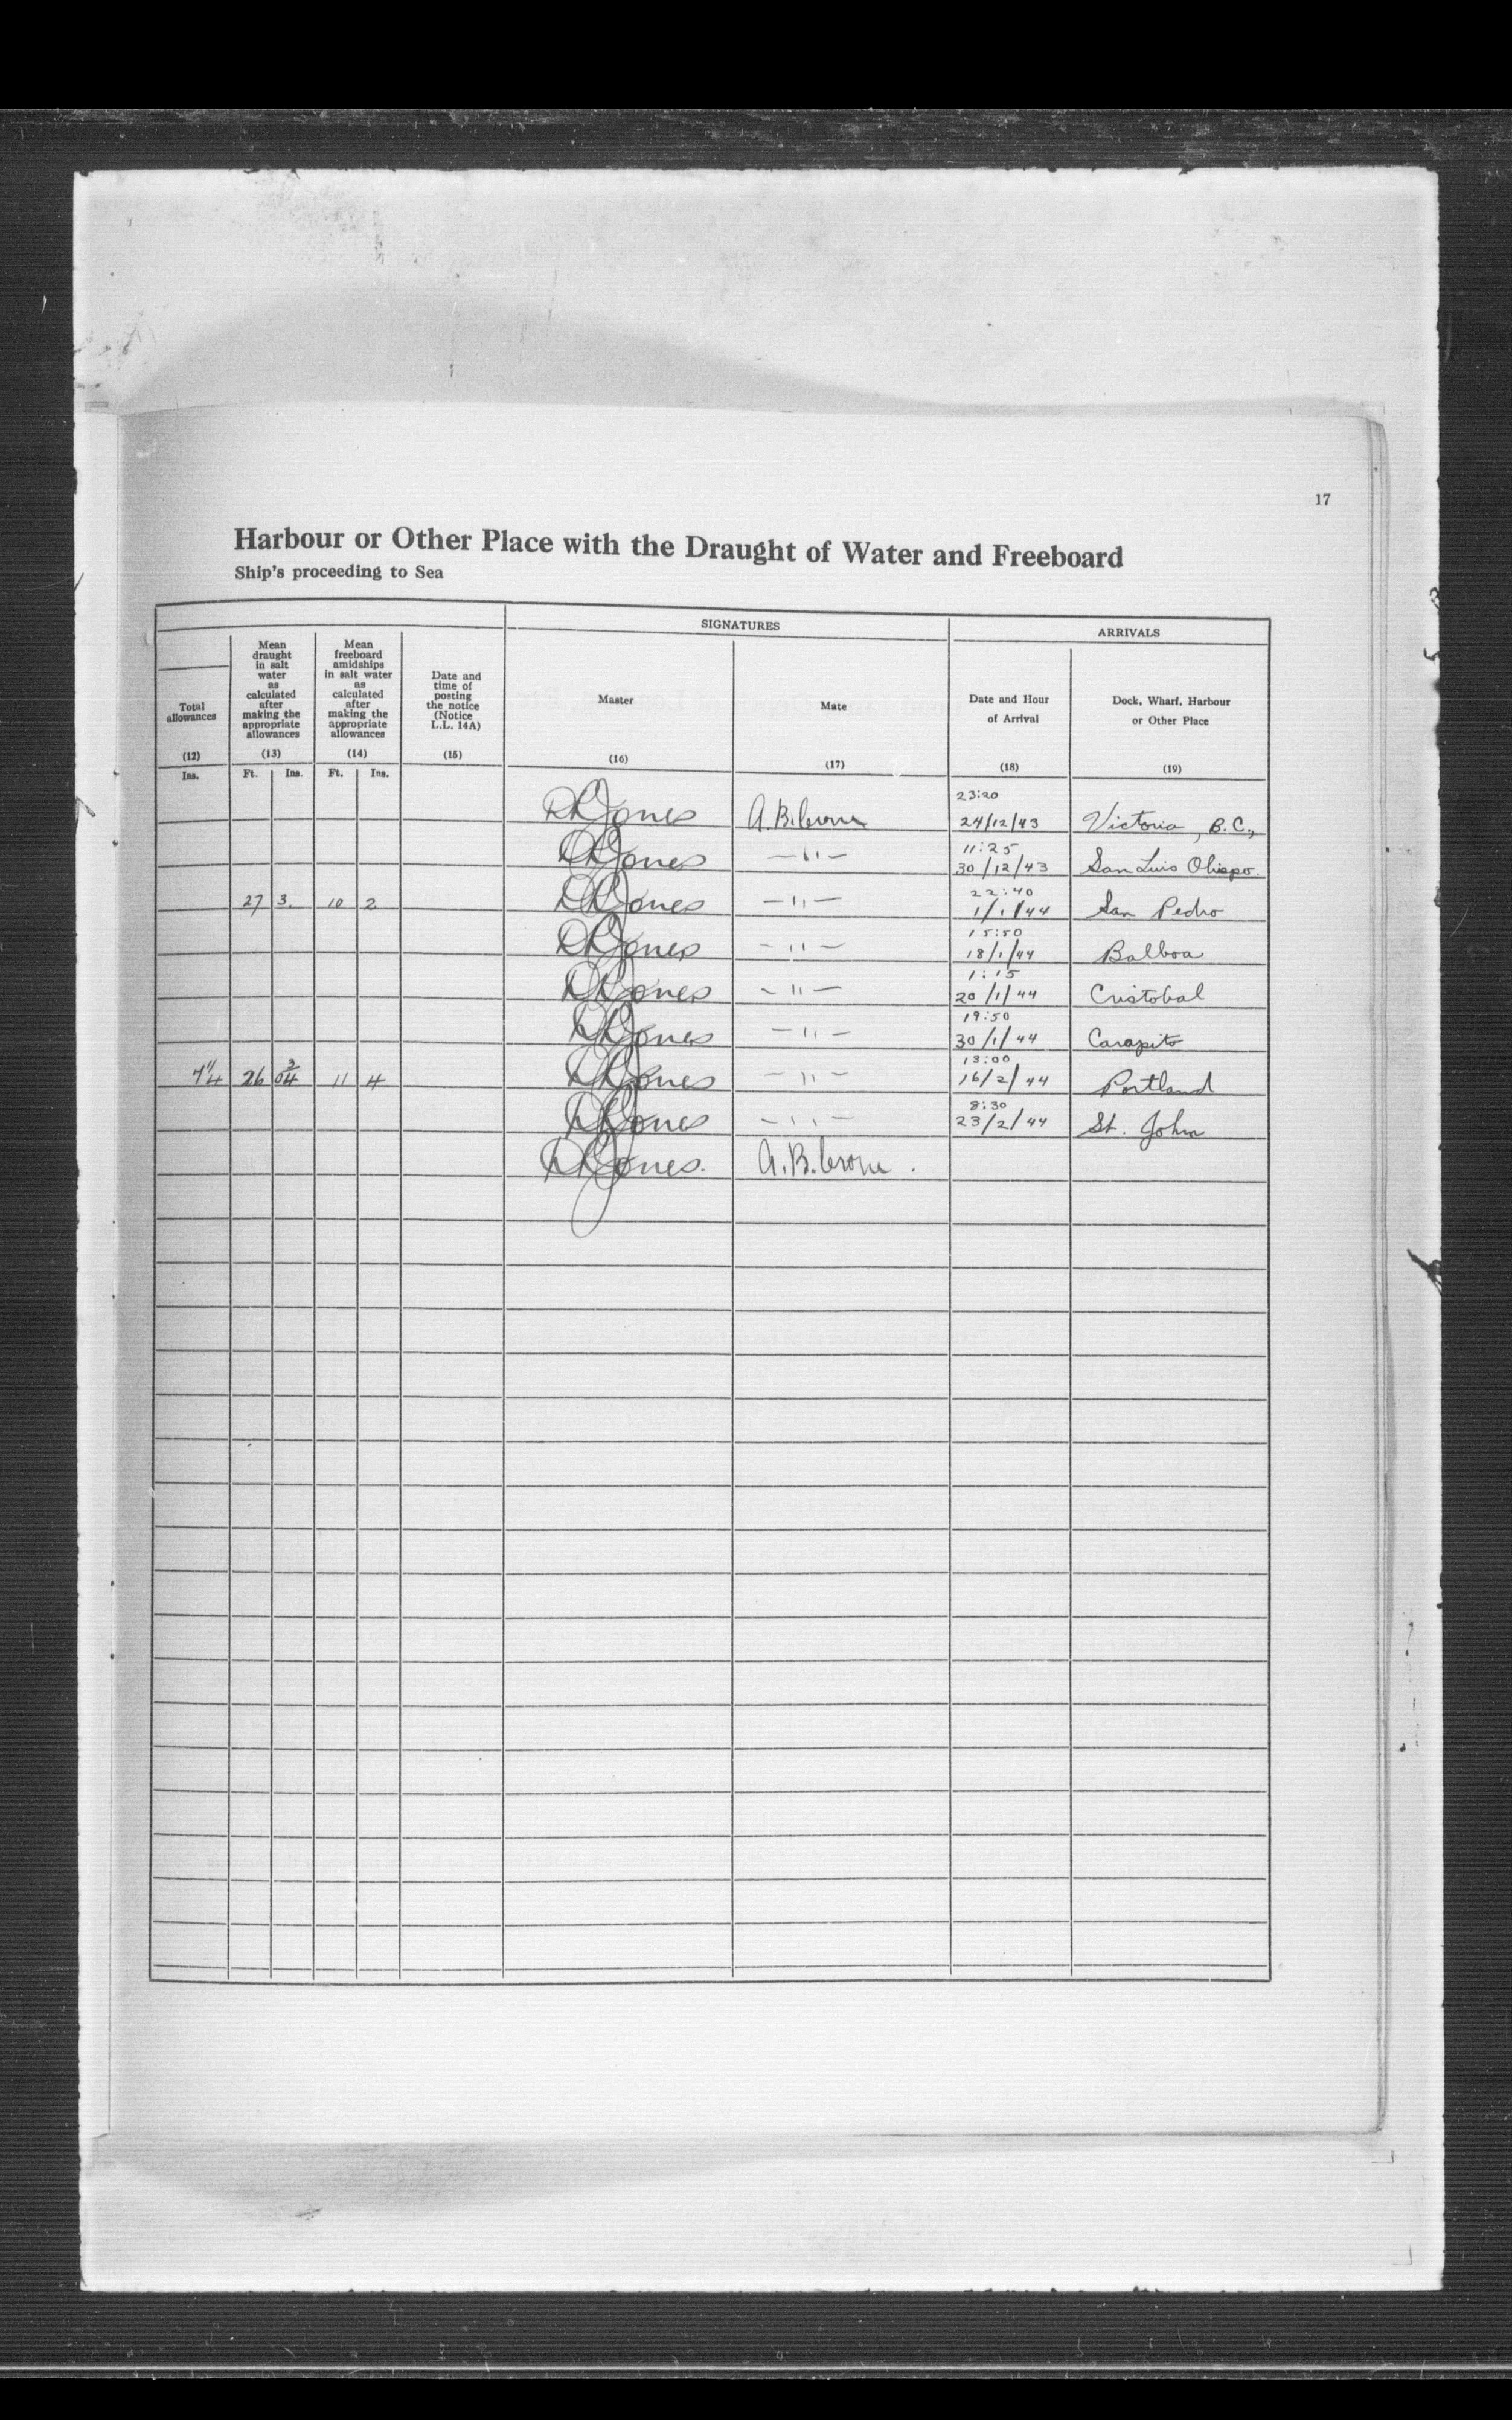 17
Harbour or Other Place with the Draught of Water and Freeboard
Ship's proceeding to Sea
SIGNATURES
ARRIVALS
Total allowances
(12)
Ins.
Mean draught in salt water as calculated after making the appropriate allowances
(13)
Ft. Ins.
Mean freeboard amidships in salt water as calculated after making the appropriate allowances
(14)
Ft. Ins.
Date and time of posting the notice (Notice L.L. 14A)
(15)
Master
(16)
Mate
(17)
Date and Hour of Arrival
(18)
Dock, Wharf, Harbour or Other Place
(19)
Jones A.B. 23:20 24/12/43 Victoria, B.C.,
Jones -"- 11:25 30/12/43 San Luis Obispo.
27 3. 10 2 Jones -"- 22:40 1/1/44 San Pedro
Jones -"- 15:50 18/1/44 Balboa
Jones -"- 1:15 20/1/44 Cristobal
Jones -"- 19:50 30/1/44 Carapito
26 0 3/4 11 4 Jones -"- 13:00 16/2/44 Portland
Jones -"- 8:30 23/2/44 St. John
Jones. A.B.